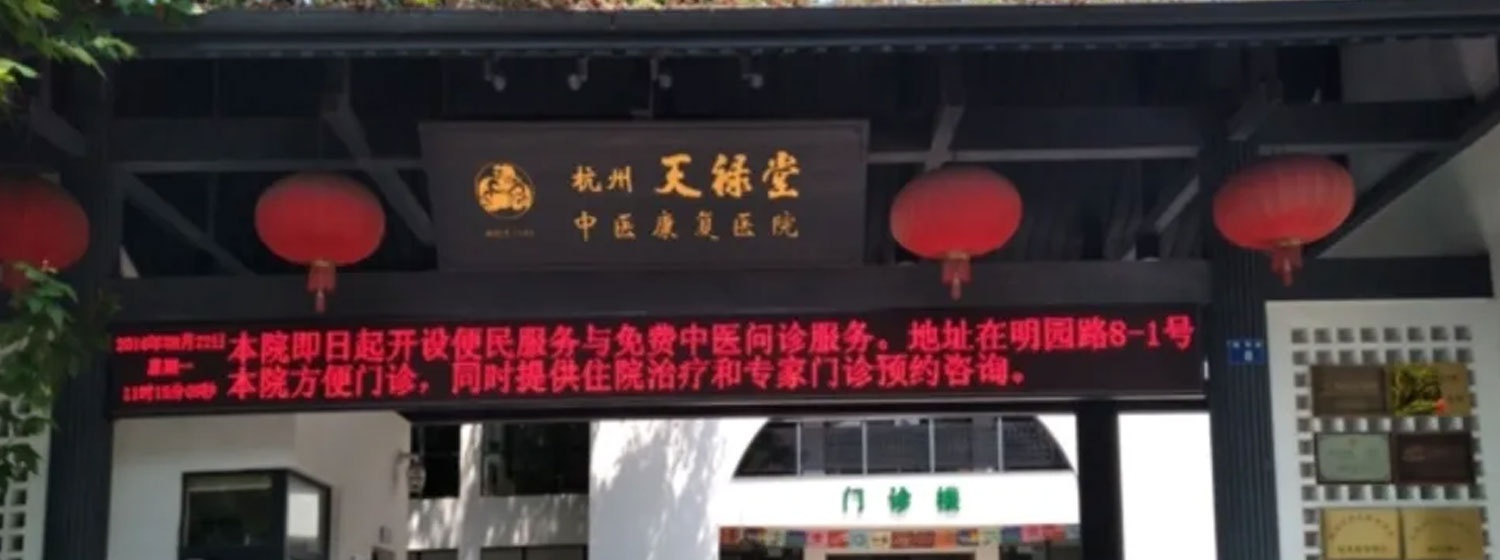 杭州 天禄堂
中医康复医院
本院即日起开设便民服务与免费中医问诊服务。地址在明园路8-1号
星期一
本院方便门诊，同时提供住院治疗和专家门诊预约咨询。
门诊楼